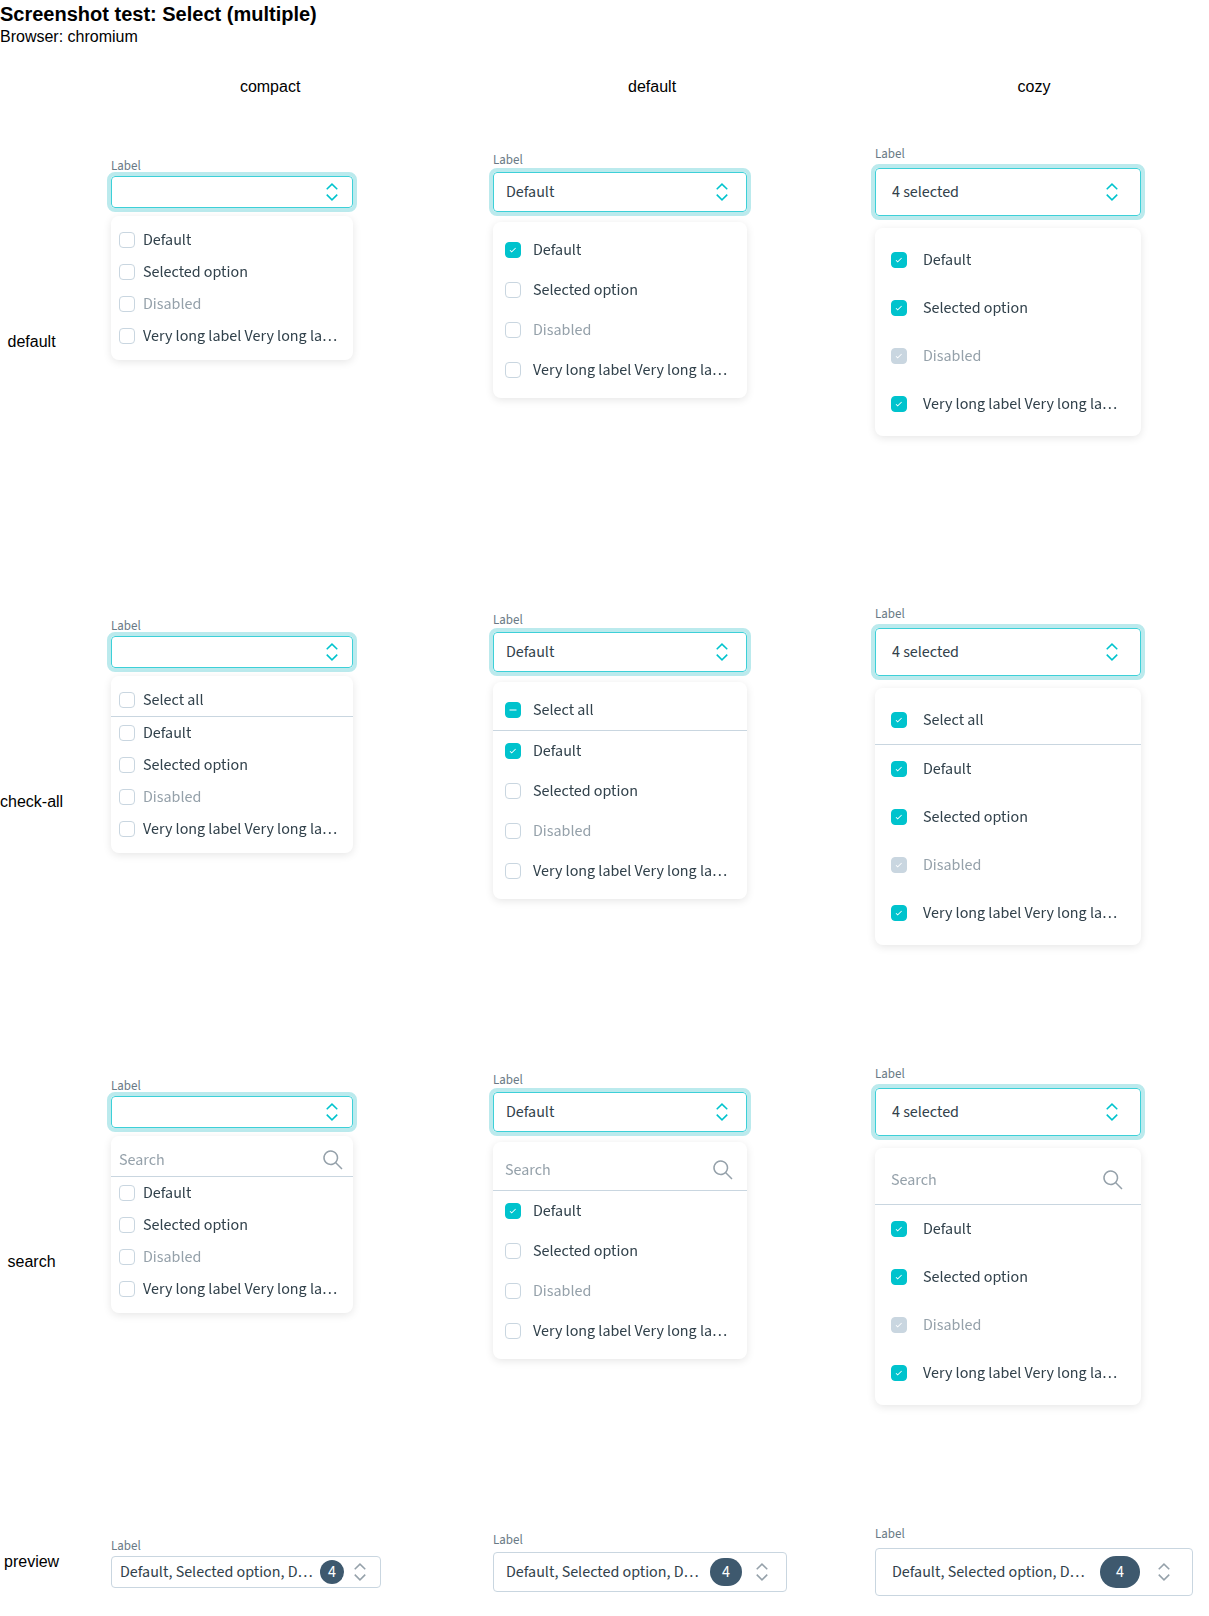 Screenshot test: Select (multiple)
Browser: chromium
compact
default
cozy
default
Label
Default
Selected option
Disabled
Very long label Very long la…
Label
Default
Default
Selected option
Disabled
Very long label Very long la…
Label
4 selected
Default
Selected option
Disabled
Very long label Very long la…
check-all
Label
Select all
Default
Selected option
Disabled
Very long label Very long la…
Label
Default
Select all
Default
Selected option
Disabled
Very long label Very long la…
Label
4 selected
Select all
Default
Selected option
Disabled
Very long label Very long la…
search
Label
Search
Default
Selected option
Disabled
Very long label Very long la…
Label
Default
Search
Default
Selected option
Disabled
Very long label Very long la…
Label
4 selected
Search
Default
Selected option
Disabled
Very long label Very long la…
preview
Label
Default, Selected option, D… 4
Label
Default, Selected option, D… 4
Label
Default, Selected option, D… 4